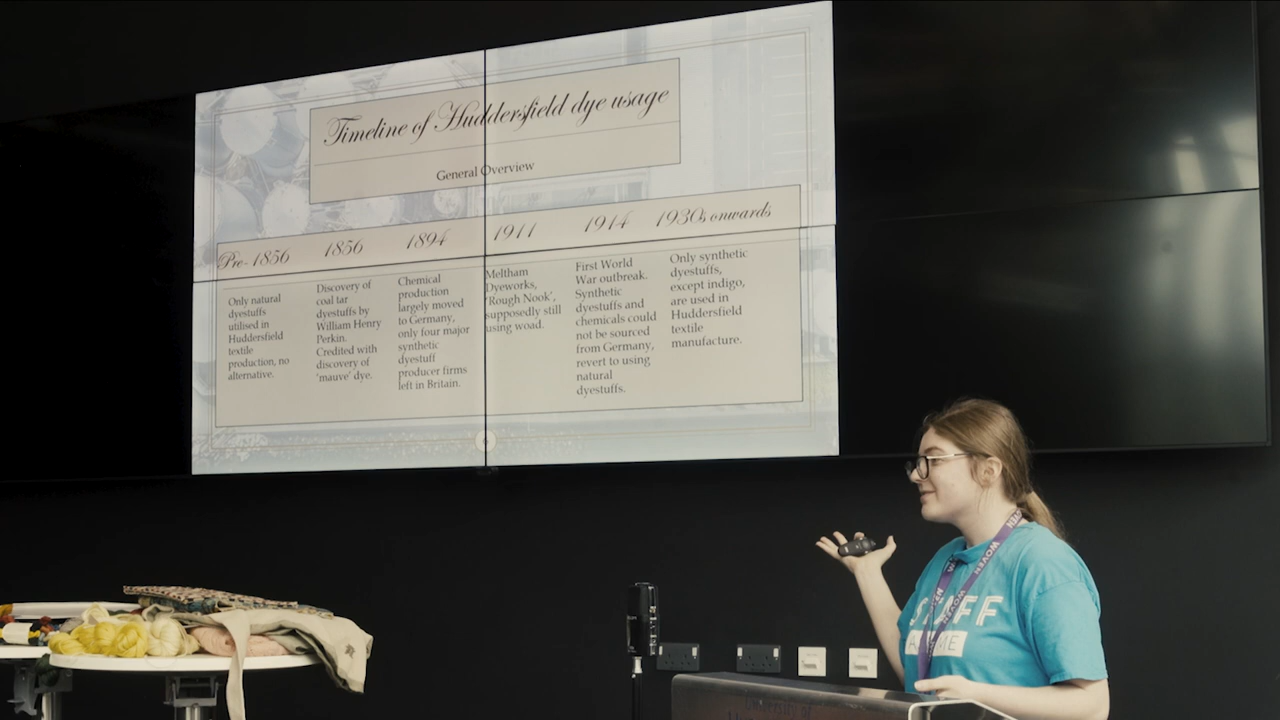 Timeline of Huddersfield dye usage
General Overview
Pre-1856
1856
1894
1911
1914
1930s onwards
Only natural
dyestuffs
utilised in
Huddersfield
textile
production, no
alternative.
Discovery of
coal tar
dyestuffs by
William Henry
Perkin.
Credited with
discovery of
'mauve' dye.
Chemical
production
largely moved
to Germany,
only four major
synthetic
dyestuff
producer firms
left in Britain.
Meltham
Dyeworks,
'Rough Nook',
supposedly still
using woad.
First World
War outbreak.
Synthetic
dyestuffs and
chemicals could
not be sourced
from Germany,
revert to using
natural
dyestuffs.
Only synthetic
dyestuffs,
except indigo,
are used in
Huddersfield
textile
manufacture.
WOVEN
University of